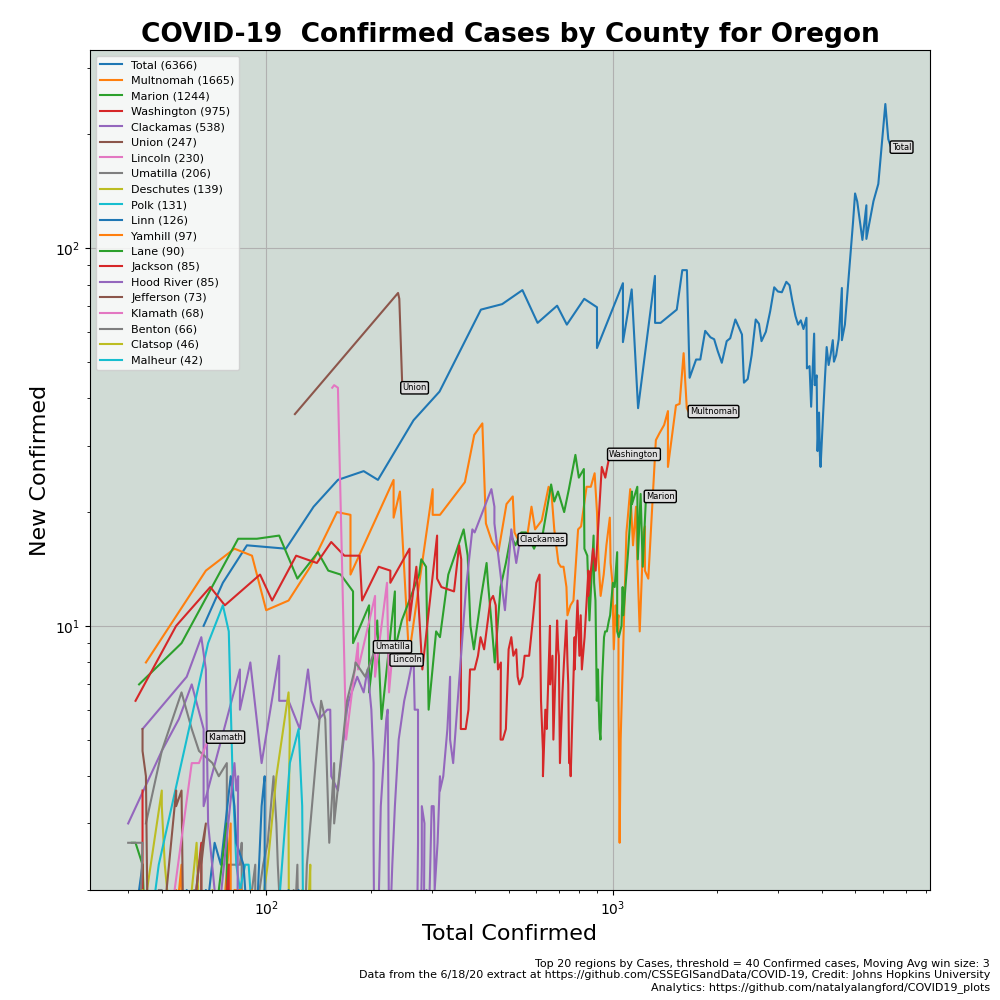 COVID-19  Confirmed Cases by County for Oregon
Total (6366)
Multnomah (1665)
Marion (1244)
Washington (975)
Clackamas (538)
Union (247)
Lincoln (230)
Umatilla (206)
Deschutes (139)
Polk (131)
Linn (126)
Yamhill (97)
Lane (90)
Jackson (85)
Hood River (85)
Jefferson (73)
Klamath (68)
Benton (66)
Clatsop (46)
Malheur (42)
Total
Union
Multnomah
Washington
Marion
Clackamas
Umatilla
Lincoln
Klamath
10²
10¹
New Confirmed
10²
10³
Total Confirmed
Top 20 regions by Cases, threshold = 40 Confirmed cases, Moving Avg win size: 3
Data from the 6/18/20 extract at https://github.com/CSSEGISandData/COVID-19, Credit: Johns Hopkins University
Analytics: https://github.com/natalyalangford/COVID19_plots